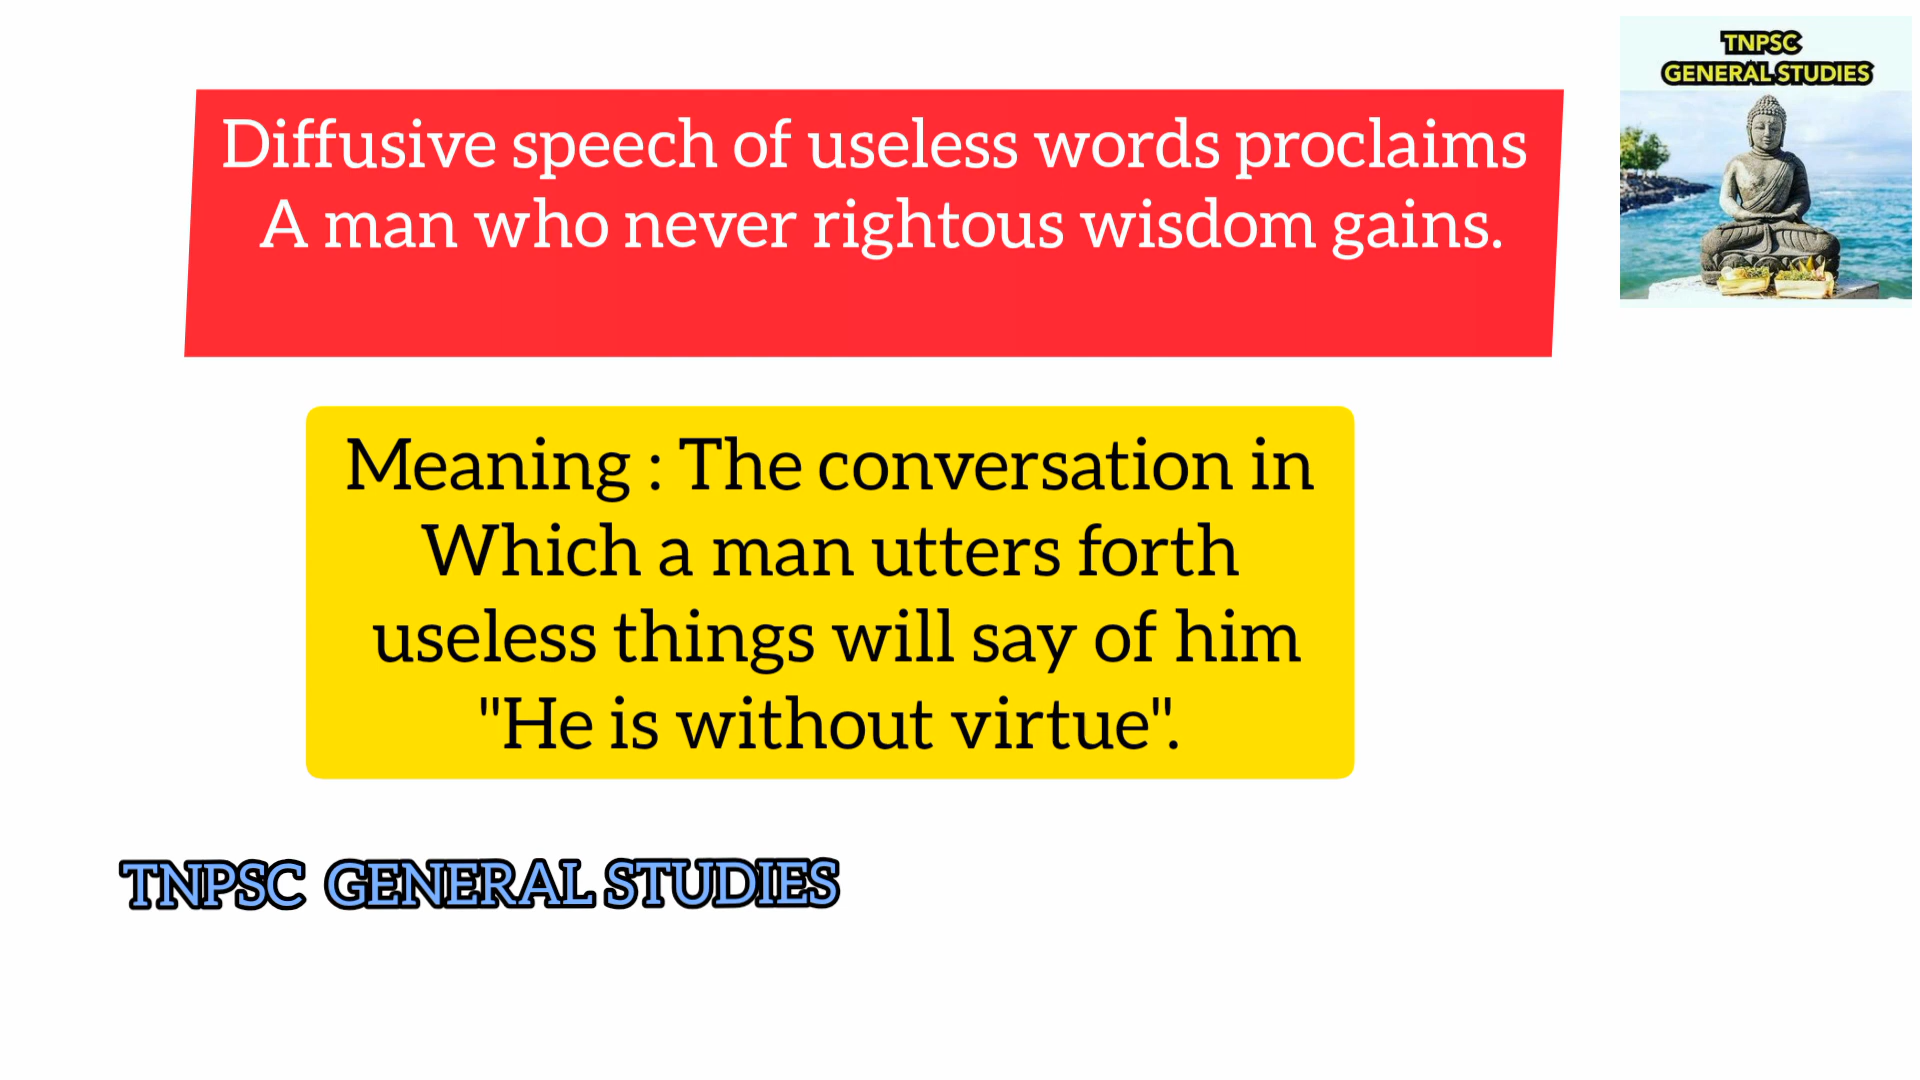 TNPSC
GENERAL STUDIES
Diffusive speech of useless words proclaims
A man who never rightous wisdom gains.
Meaning : The conversation in
Which a man utters forth
useless things will say of him
"He is without virtue".
TNPSC GENERAL STUDIES